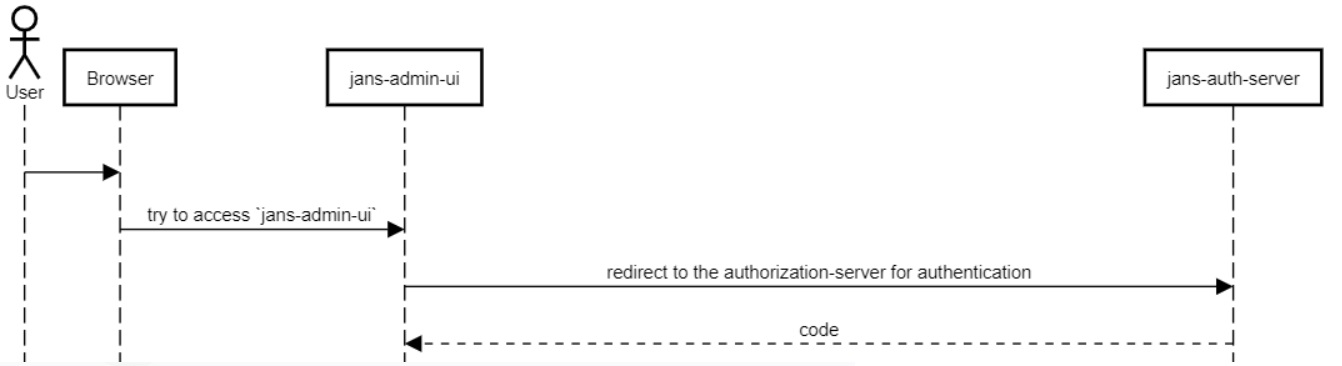 User
Browser
jans-admin-ui
jans-auth-server
try to access `jans-admin-ui`
redirect to the authorization-server for authentication
code